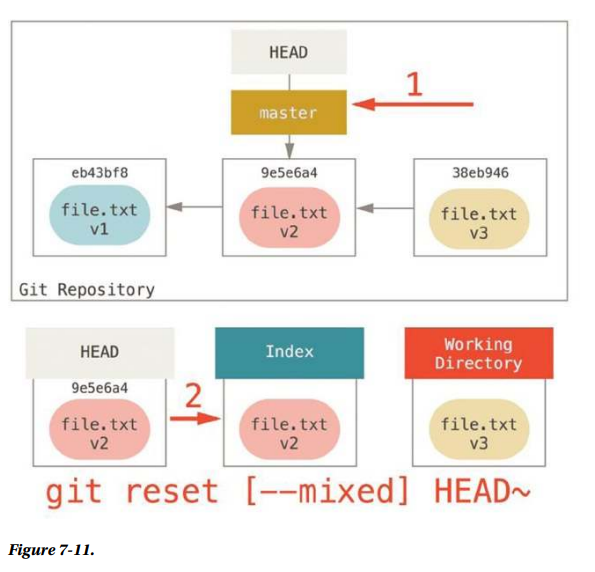 HEAD
1
master
eb43bf8
9e5e6a4
38eb946
file.txt
v1
file.txt
v2
file.txt
v3
Git Repository
HEAD
Index
Working
Directory
9e5e6a4
2
file.txt
v2
file.txt
v2
file.txt
v3
git reset [--mixed] HEAD~
Figure 7-11.